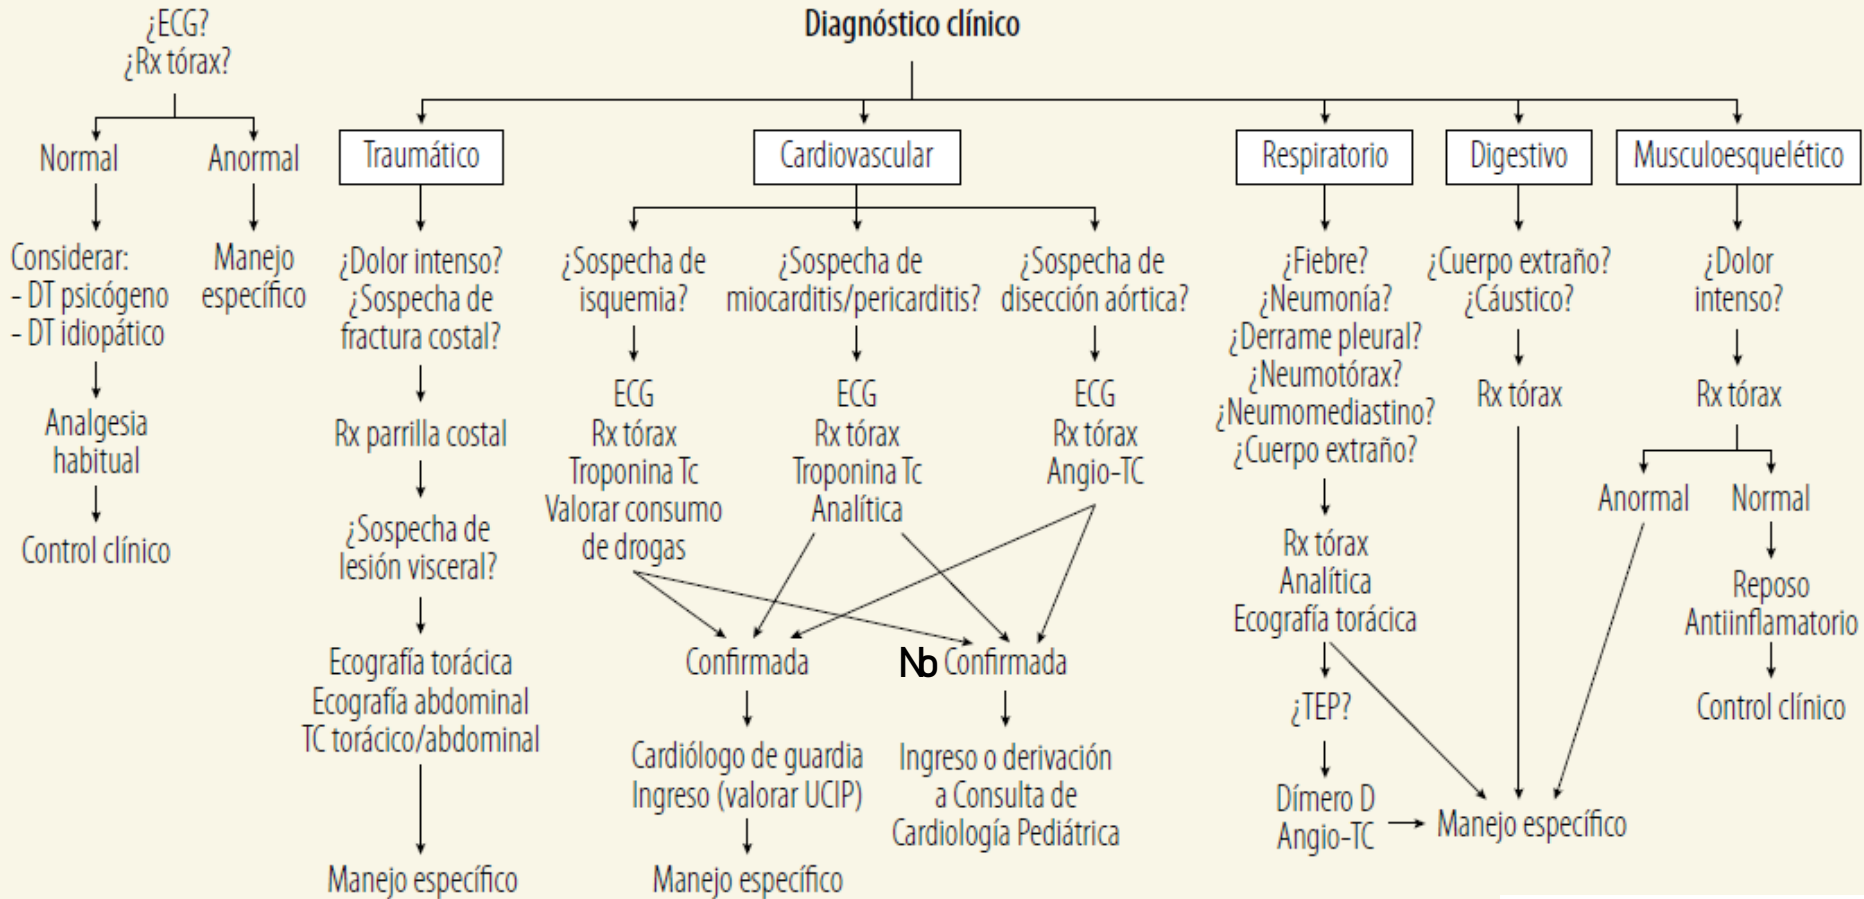 ¿ECG?
¿Rx tórax?
Normal
Anormal
Considerar:
- DT psicógeno
- DT idiopático
Manejo
específico
Analgesia
habitual
Control clínico
Diagnóstico clínico
Traumático
¿Dolor intenso?
¿Sospecha de
fractura costal?
Rx parrilla costal
¿Sospecha de
lesión visceral?
Ecografía torácica
Ecografía abdominal
TC torácico/abdominal
Manejo específico
Cardiovascular
¿Sospecha de
isquemia?
ECG
Rx tórax
Troponina Tc
Valorar consumo
de drogas
¿Sospecha de
miocarditis/pericarditis?
ECG
Rx tórax
Troponina Tc
Analítica
¿Sospecha de
disección aórtica?
ECG
Rx tórax
Angio-TC
Confirmada
Cardiólogo de guardia
Ingreso (valorar UCIP)
Manejo específico
No Confirmada
Ingreso o derivación
a Consulta de
Cardiología Pediátrica
Respiratorio
¿Fiebre?
¿Neumonía?
¿Derrame pleural?
¿Neumotórax?
¿Neumomediastino?
¿Cuerpo extraño?
Rx tórax
Analítica
Ecografía torácica
¿TEP?
Dímero D
Angio-TC
Digestivo
¿Cuerpo extraño?
¿Cáustico?
Rx tórax
Manejo específico
Musculoesquelético
¿Dolor
intenso?
Rx tórax
Anormal
Normal
Reposo
Antiinflamatorio
Control clínico